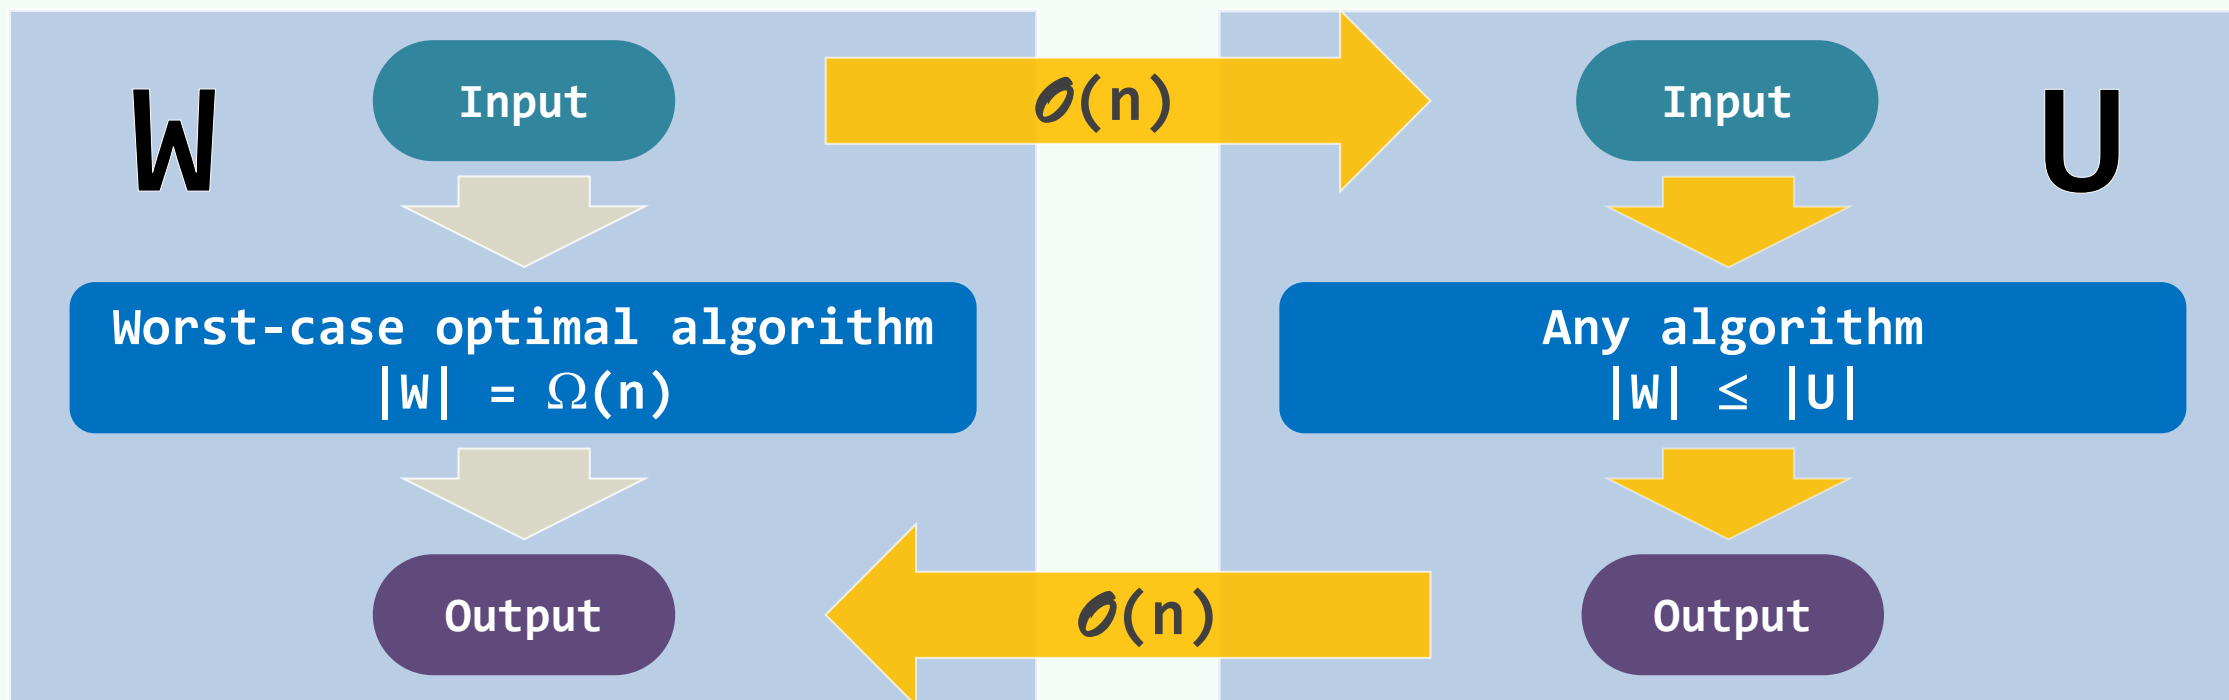 W
Input
𝒪(n)
Input
U
Worst-case optimal algorithm
|W| = Ω(n)
Any algorithm
|W| ≤ |U|
Output
𝒪(n)
Output